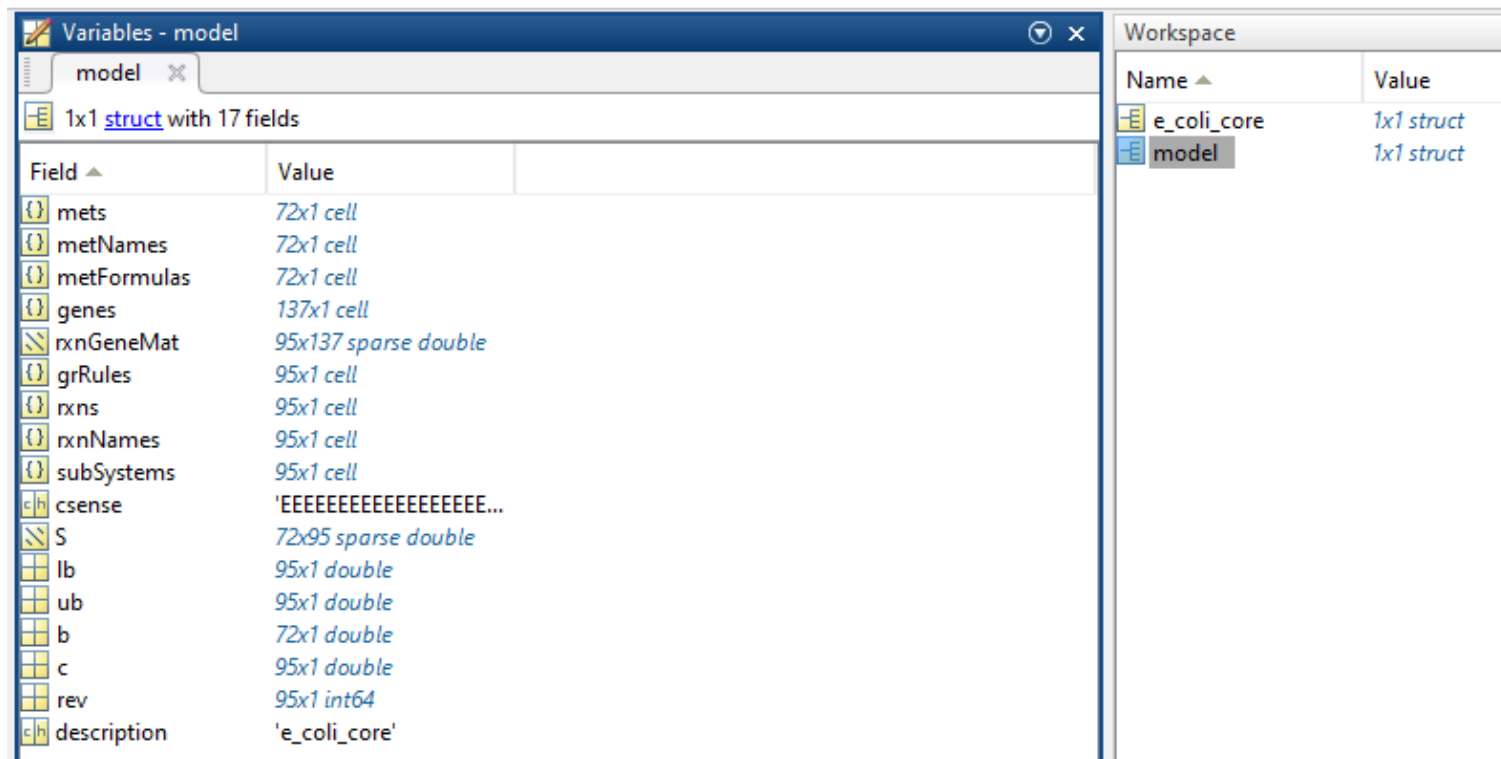 Variables - model
model
1x1 struct with 17 fields
Field Value
mets 72x1 cell
metNames 72x1 cell
metFormulas 72x1 cell
genes 137x1 cell
rxnGeneMat 95x137 sparse double
grRules 95x1 cell
rxns 95x1 cell
rxnNames 95x1 cell
subSystems 95x1 cell
csense 'EEEEEEEEEEEEEEEEEE...
S 72x95 sparse double
lb 95x1 double
ub 95x1 double
b 72x1 double
c 95x1 double
rev 95x1 int64
description 'e_coli_core'
Workspace
Name Value
e_coli_core 1x1 struct
model 1x1 struct